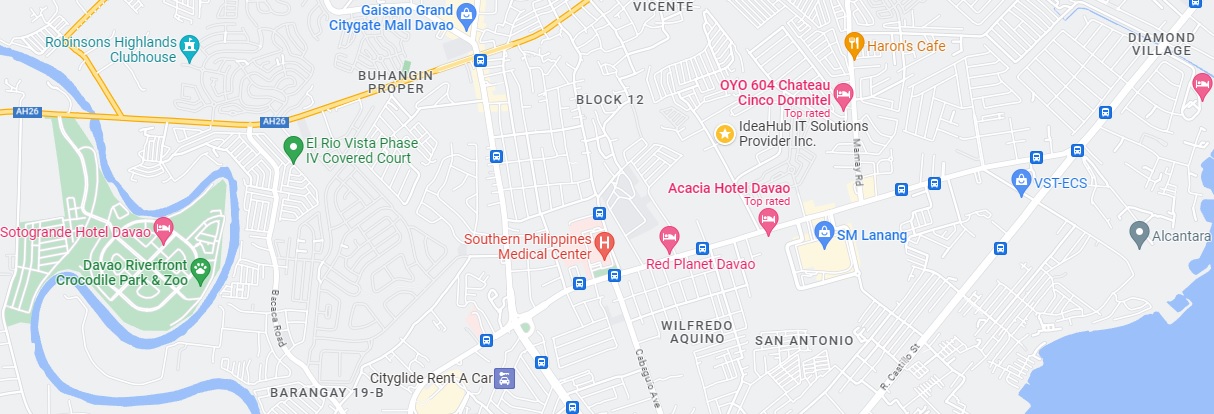 VICENTE
Gaisano Grand
Citygate Mall Davao
Robinsons Highlands
Clubhouse
Haron's Cafe
DIAMOND
VILLAGE
BUHANGIN
PROPER
BLOCK 12
OYO 604 Chateau
Cinco Dormitel
Top rated
AH26
AH26
IdeaHub IT Solutions
Provider Inc.
El Rio Vista Phase
IV Covered Court
Mamay Rd
Acacia Hotel Davao
Top rated
VST-ECS
Sotogrande Hotel Davao
Southern Philippines
Medical Center
H
SM Lanang
Alcantara
Davao Riverfront
Crocodile Park & Zoo
Red Planet Davao
Bacaca Road
WILFREDO
AQUINO
SAN ANTONIO
Cabaguio Ave
R. Castillo St
Cityglide Rent A Car
BARANGAY 19-B